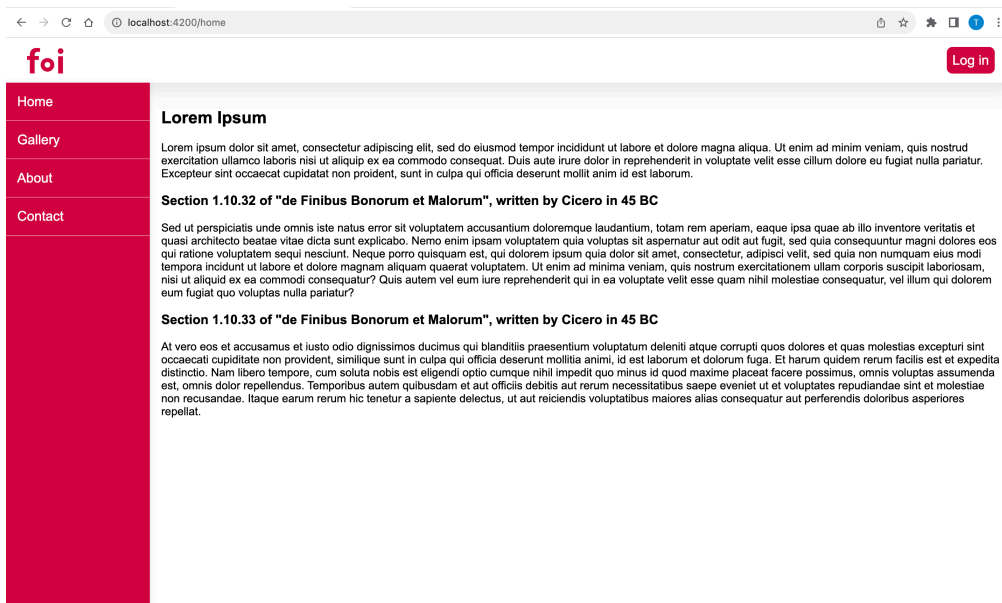 localhost:4200/home
T
foi
Log in
Home
Gallery
About
Contact
Lorem Ipsum
Lorem ipsum dolor sit amet, consectetur adipiscing elit, sed do eiusmod tempor incididunt ut labore et dolore magna aliqua. Ut enim ad minim veniam, quis nostrud
exercitation ullamco laboris nisi ut aliquip ex ea commodo consequat. Duis aute irure dolor in reprehenderit in voluptate velit esse cillum dolore eu fugiat nulla pariatur.
Excepteur sint occaecat cupidatat non proident, sunt in culpa qui officia deserunt mollit anim id est laborum.
Section 1.10.32 of "de Finibus Bonorum et Malorum", written by Cicero in 45 BC
Sed ut perspiciatis unde omnis iste natus error sit voluptatem accusantium doloremque laudantium, totam rem aperiam, eaque ipsa quae ab illo inventore veritatis et
quasi architecto beatae vitae dicta sunt explicabo. Nemo enim ipsam voluptatem quia voluptas sit aspernatur aut odit aut fugit, sed quia consequuntur magni dolores eos
qui ratione voluptatem sequi nesciunt. Neque porro quisquam est, qui dolorem ipsum quia dolor sit amet, consectetur, adipisci velit, sed quia non numquam eius modi
tempora incidunt ut labore et dolore magnam aliquam quaerat voluptatem. Ut enim ad minima veniam, quis nostrum exercitationem ullam corporis suscipit laboriosam,
nisi ut aliquid ex ea commodi consequatur? Quis autem vel eum iure reprehenderit qui in ea voluptate velit esse quam nihil molestiae consequatur, vel illum qui dolorem
eum fugiat quo voluptas nulla pariatur?
Section 1.10.33 of "de Finibus Bonorum et Malorum", written by Cicero in 45 BC
At vero eos et accusamus et iusto odio dignissimos ducimus qui blanditiis praesentium voluptatum deleniti atque corrupti quos dolores et quas molestias excepturi sint
occaecati cupiditate non provident, similique sunt in culpa qui officia deserunt mollitia animi, id est laborum et dolorum fuga. Et harum quidem rerum facilis est et expedita
distinctio. Nam libero tempore, cum soluta nobis est eligendi optio cumque nihil impedit quo minus id quod maxime placeat facere possimus, omnis voluptas assumenda
est, omnis dolor repellendus. Temporibus autem quibusdam et aut officiis debitis aut rerum necessitatibus saepe eveniet ut et voluptates repudiandae sint et molestiae
non recusandae. Itaque earum rerum hic tenetur a sapiente delectus, ut aut reiciendis voluptatibus maiores alias consequatur aut perferendis doloribus asperiores
repellat.